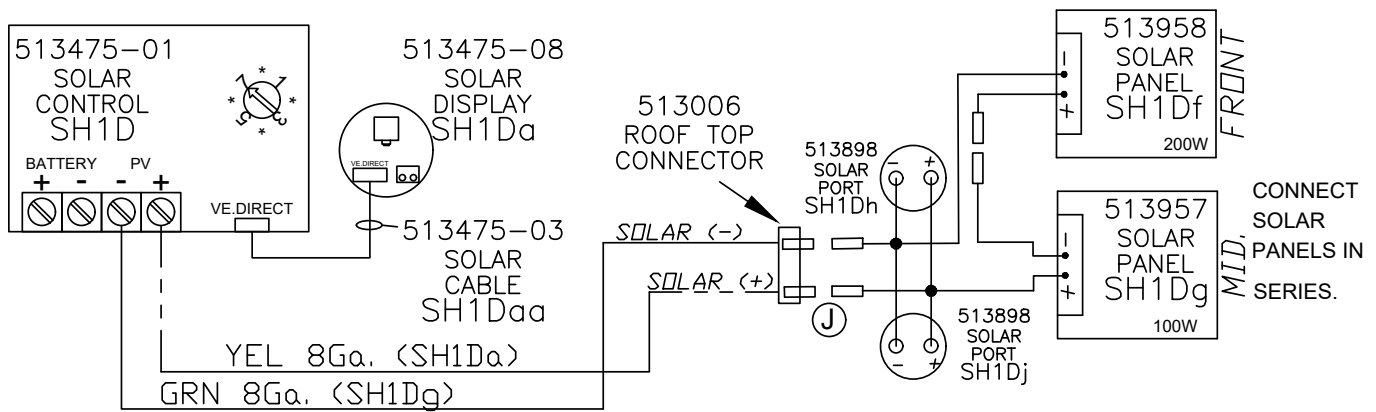 513475-01
SOLAR
CONTROL
SH1D
BATTERY PV
+ - - +
VE.DIRECT
513475-08
SOLAR
DISPLAY
SH1Da
VE.DIRECT
513475-03
SOLAR
CABLE
SH1Daa
YEL 8Ga. (SH1Da)
GRN 8Ga. (SH1Dg)
SOLAR (-)
SOLAR (+)
513006
ROOF TOP
CONNECTOR
J
513898
SOLAR
PORT
SH1Dh
- +
513898
SOLAR
PORT
SH1Dj
- +
513958
SOLAR
PANEL
SH1Df
200W
- +
FRONT
513957
SOLAR
PANEL
SH1Dg
100W
- +
MID.
CONNECT
SOLAR
PANELS IN
SERIES.